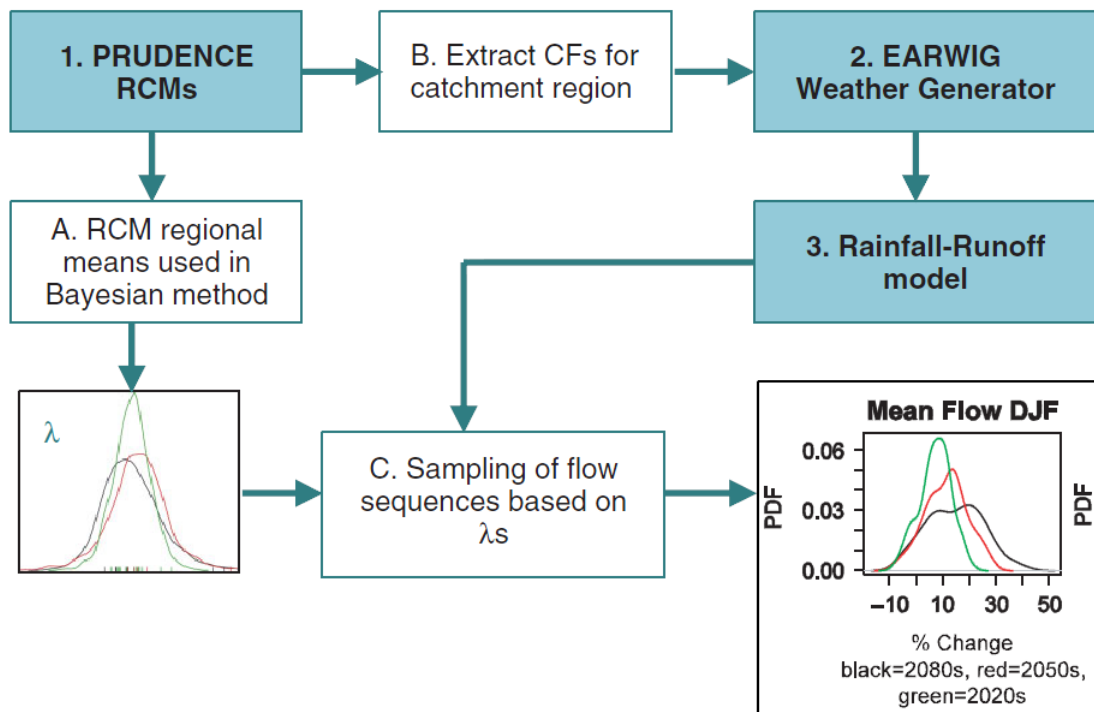 1. PRUDENCE
RCMs
B. Extract CFs for
catchment region
2. EARWIG
Weather Generator
A. RCM regional
means used in
Bayesian method
3. Rainfall-Runoff
model
λ
C. Sampling of flow
sequences based on
λs
Mean Flow DJF
PDF
0.06
0.03
0.00
PDF
–10 10 30 50
% Change
black=2080s, red=2050s,
green=2020s